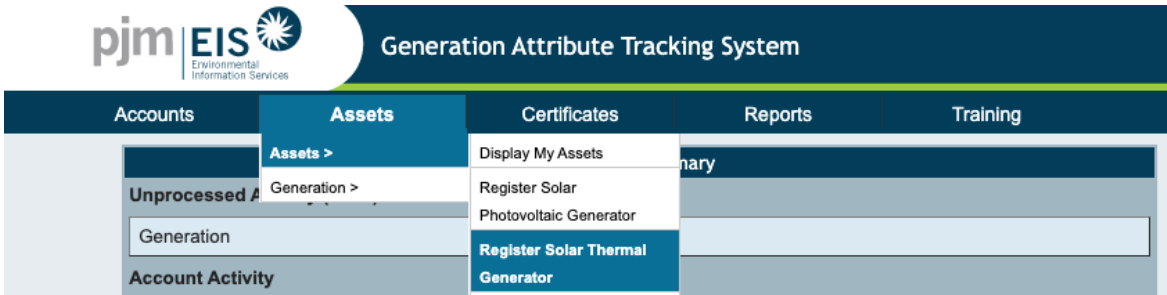 pjm EIS
Environmental
Information Services
Generation Attribute Tracking System
Accounts Assets Certificates Reports Training
Assets > Display My Assets
Generation > Register Solar
Photovoltaic Generator
Unprocessed
Generation
Register Solar Thermal
Generator
Account Activity